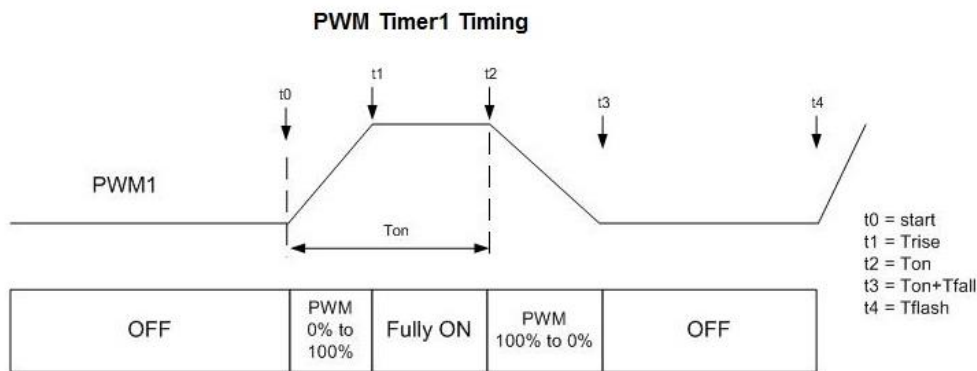 PWM Timer1 Timing
t0
t1
t2
t3
t4
PWM1
Ton
t0 = start
t1 = Trise
t2 = Ton
t3 = Ton+Tfall
t4 = Tflash
OFF
PWM
0% to
100%
Fully ON
PWM
100% to 0%
OFF